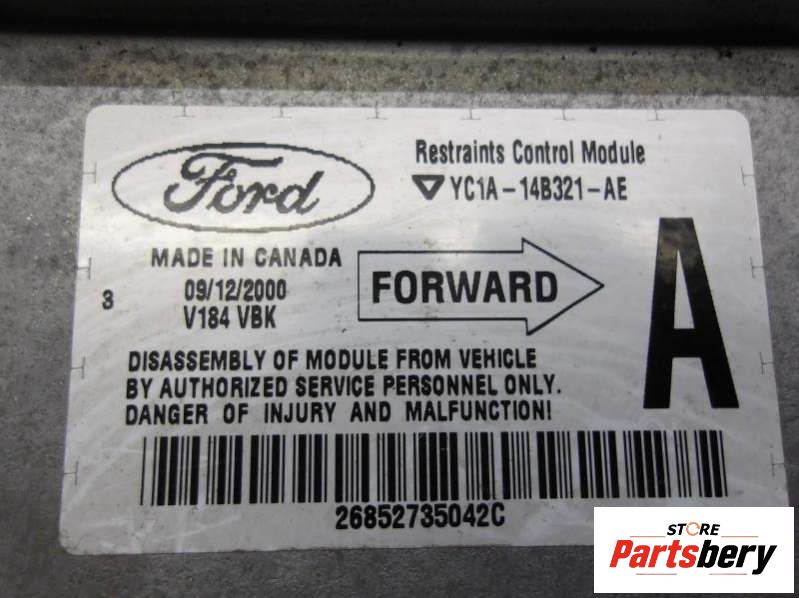 Ford
Restraints Control Module
YC1A-14B321-AE
MADE IN CANADA
09/12/2000
3
V184 VBK
FORWARD
A
DISASSEMBLY OF MODULE FROM VEHICLE
BY AUTHORIZED SERVICE PERSONNEL ONLY.
DANGER OF INJURY AND MALFUNCTION!
26852735042C
STORE
Partsbery